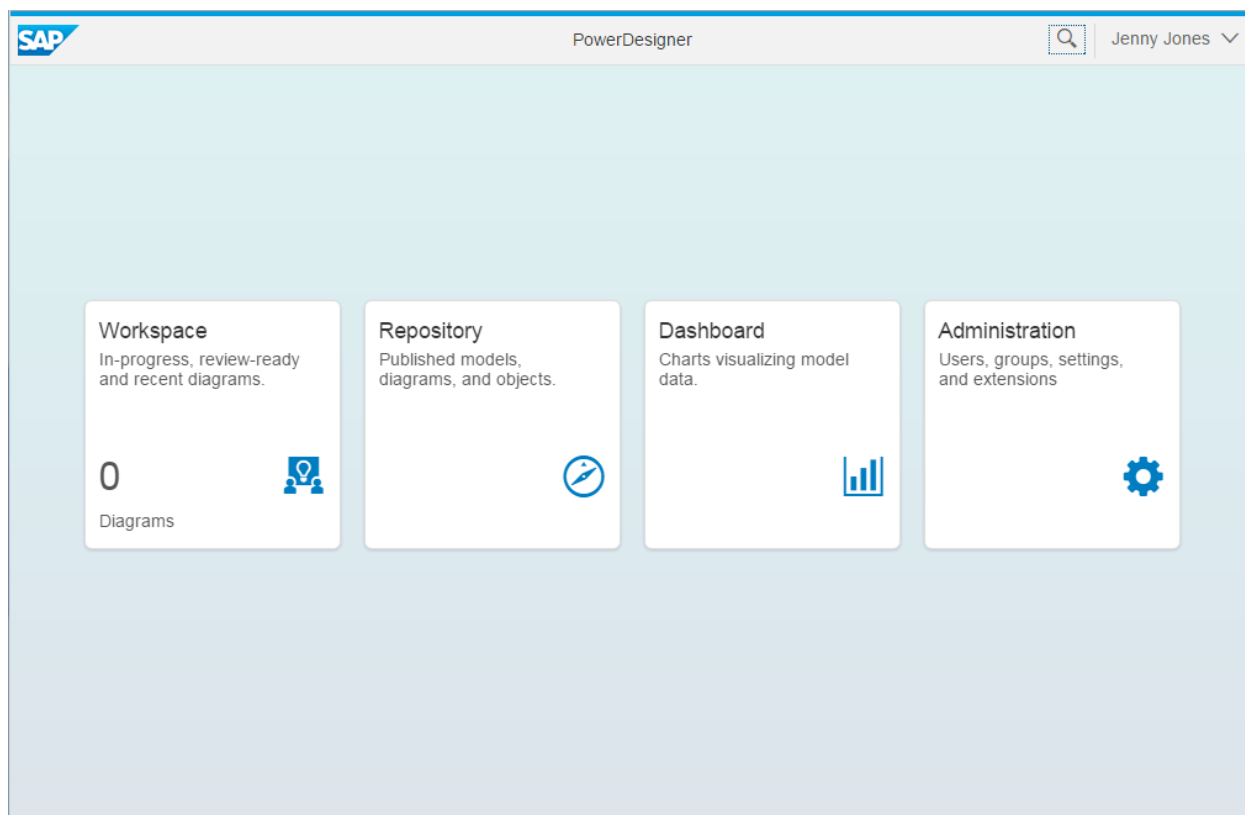 SAP
PowerDesigner
Jenny Jones
Workspace
In-progress, review-ready
and recent diagrams.
0
Diagrams
Repository
Published models,
diagrams, and objects.
Dashboard
Charts visualizing model
data.
Administration
Users, groups, settings,
and extensions